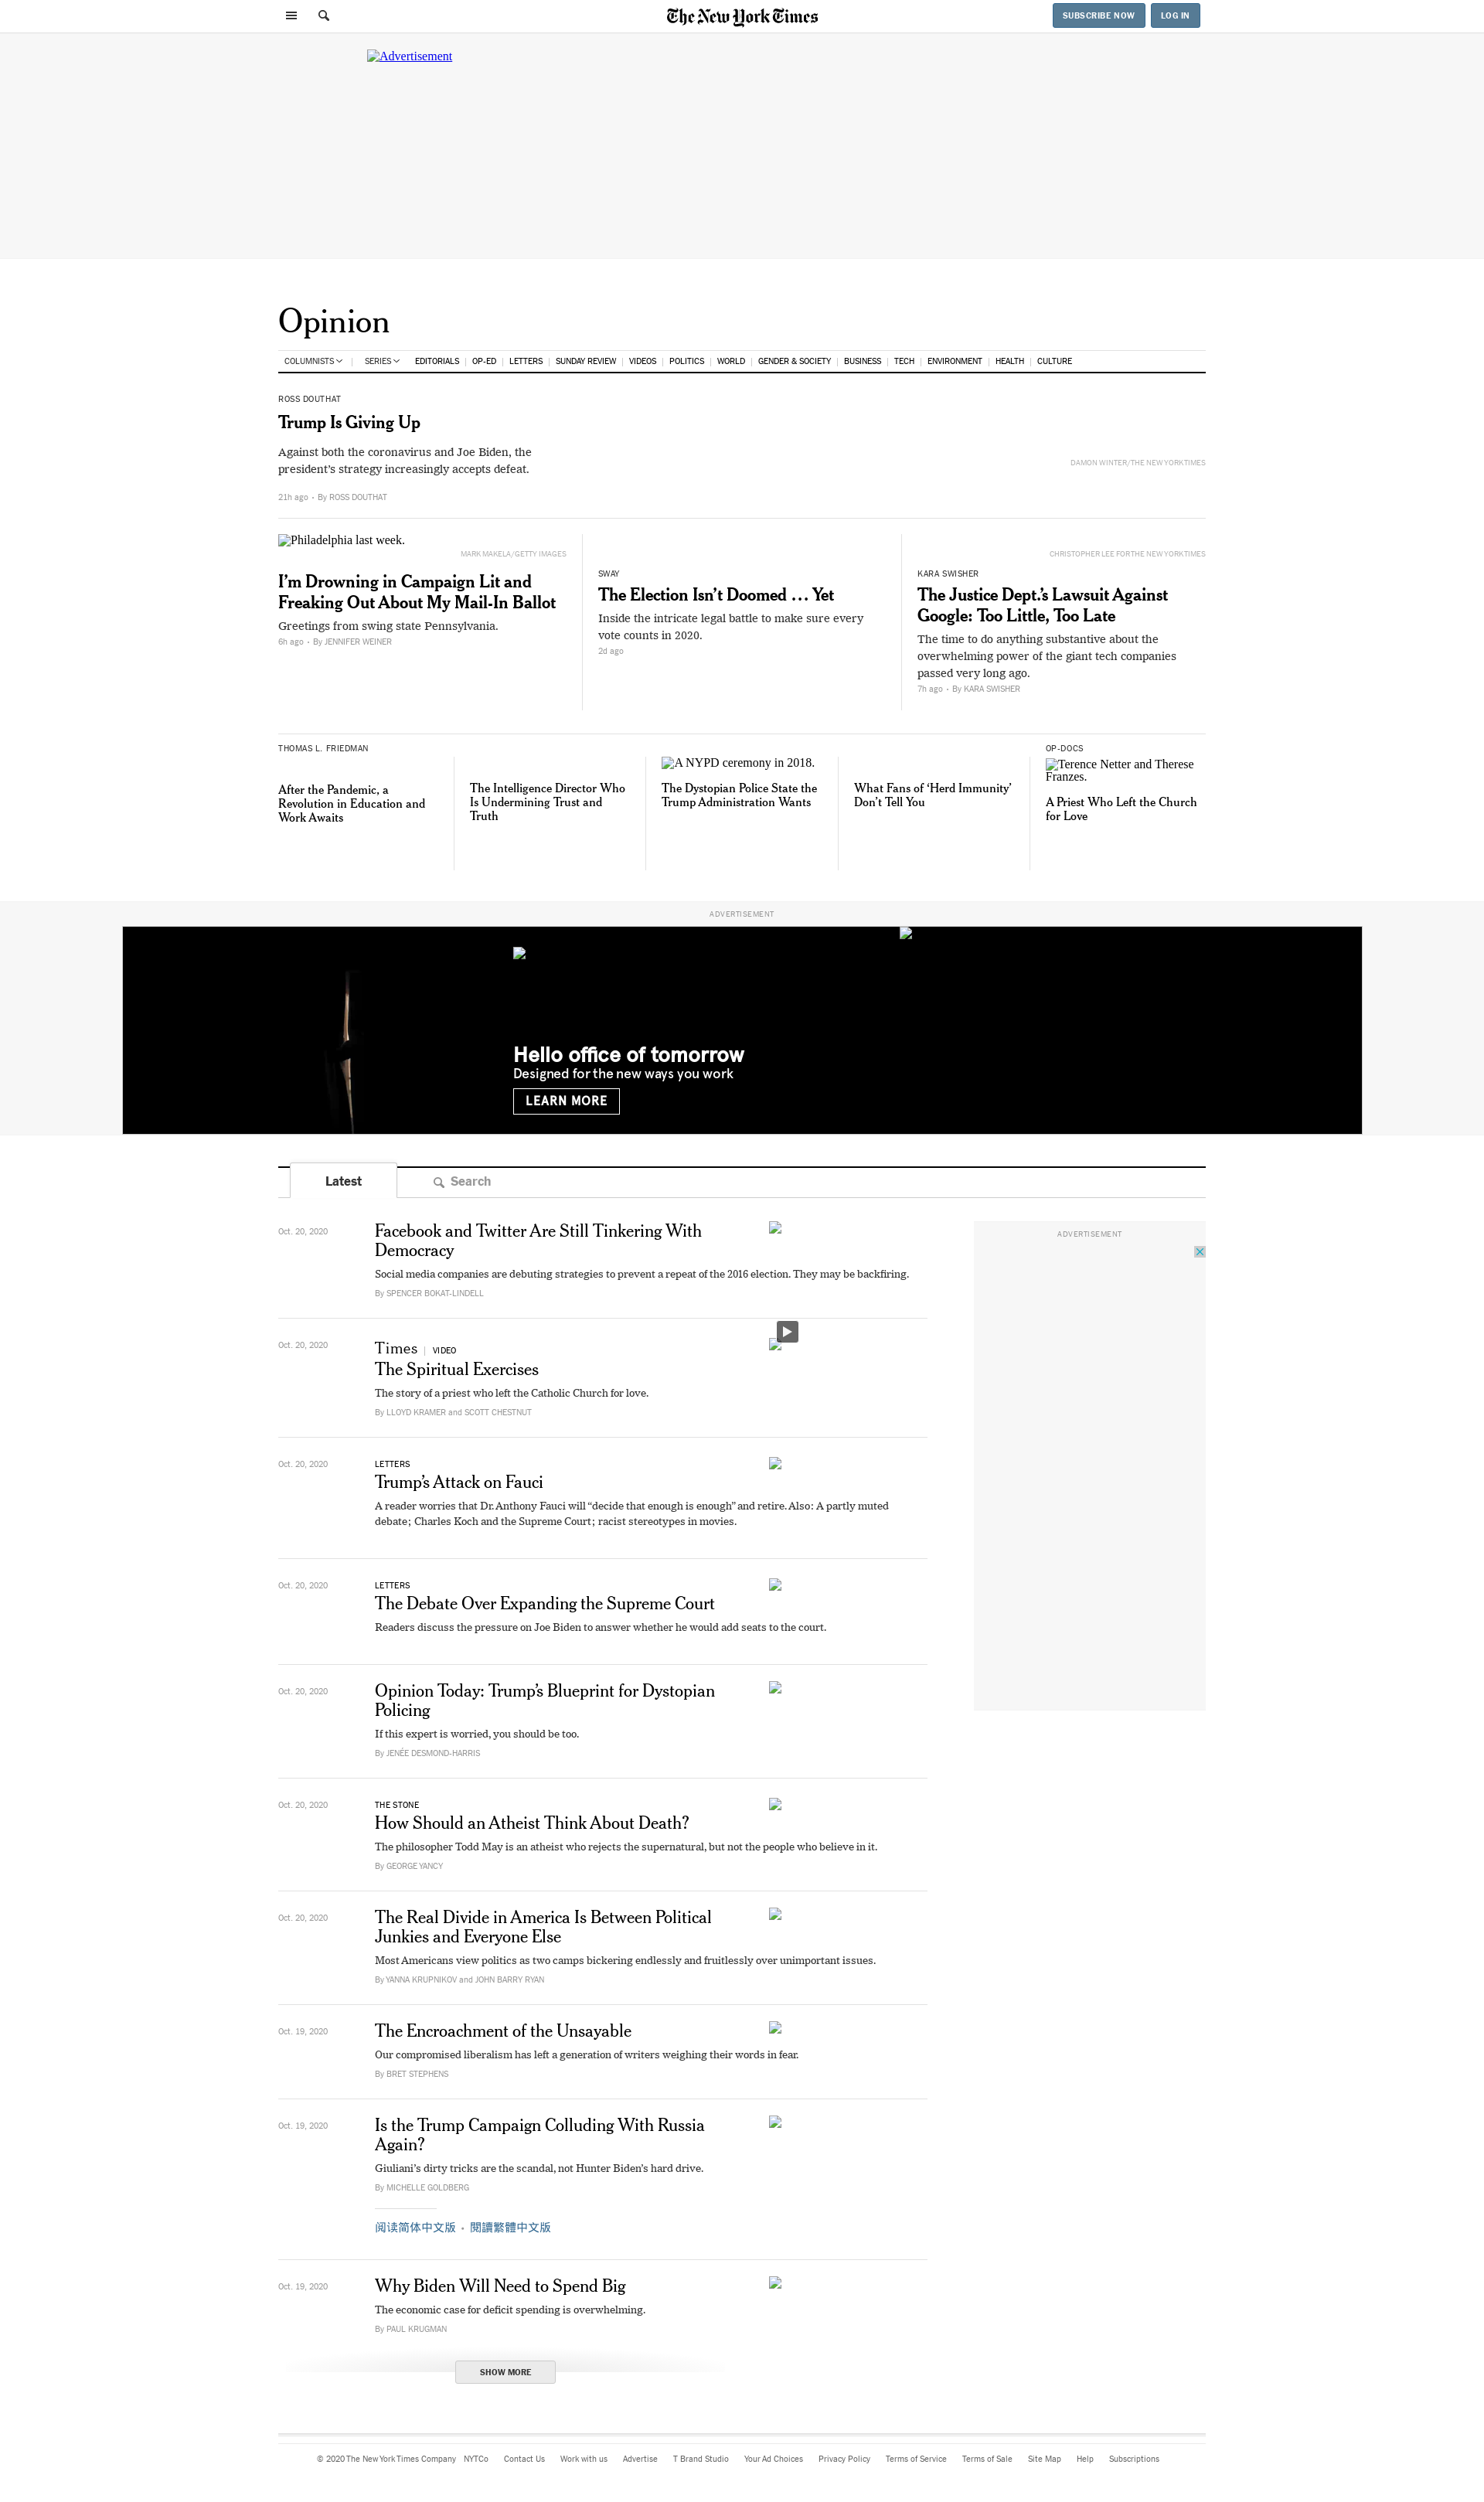 The New York Times
SUBSCRIBE NOW
LOG IN
Advertisement
Opinion
COLUMNISTS
SERIES
EDITORIALS
OP-ED
LETTERS
SUNDAY REVIEW
VIDEOS
POLITICS
WORLD
GENDER & SOCIETY
BUSINESS
TECH
ENVIRONMENT
HEALTH
CULTURE
ROSS DOUTHAT
Trump Is Giving Up
Against both the coronavirus and Joe Biden, the
president's strategy increasingly accepts defeat.
21h ago • By ROSS DOUTHAT
DAMON WINTER/THE NEW YORK TIMES
Philadelphia last week.
MARK MAKELA/GETTY IMAGES
I'm Drowning in Campaign Lit and
Freaking Out About My Mail-In Ballot
Greetings from swing state Pennsylvania.
6h ago • By JENNIFER WEINER
SWAY
The Election Isn't Doomed … Yet
Inside the intricate legal battle to make sure every
vote counts in 2020.
2d ago
CHRISTOPHER LEE FOR THE NEW YORK TIMES
KARA SWISHER
The Justice Dept.'s Lawsuit Against
Google: Too Little, Too Late
The time to do anything substantive about the
overwhelming power of the giant tech companies
passed very long ago.
7h ago • By KARA SWISHER
THOMAS L. FRIEDMAN
After the Pandemic, a
Revolution in Education and
Work Awaits
The Intelligence Director Who
Is Undermining Trust and
Truth
A NYPD ceremony in 2018.
The Dystopian Police State the
Trump Administration Wants
What Fans of 'Herd Immunity'
Don't Tell You
OP-DOCS
Terence Netter and Therese
Franzes.
A Priest Who Left the Church
for Love
ADVERTISEMENT
Hello office of tomorrow
Designed for the new ways you work
LEARN MORE
Latest
Search
ADVERTISEMENT
Oct. 20, 2020
Facebook and Twitter Are Still Tinkering With
Democracy
Social media companies are debuting strategies to prevent a repeat of the 2016 election. They may be backfiring.
By SPENCER BOKAT-LINDELL
Oct. 20, 2020
Times | VIDEO
The Spiritual Exercises
The story of a priest who left the Catholic Church for love.
By LLOYD KRAMER and SCOTT CHESTNUT
Oct. 20, 2020
LETTERS
Trump's Attack on Fauci
A reader worries that Dr. Anthony Fauci will “decide that enough is enough” and retire. Also: A partly muted
debate; Charles Koch and the Supreme Court; racist stereotypes in movies.
Oct. 20, 2020
LETTERS
The Debate Over Expanding the Supreme Court
Readers discuss the pressure on Joe Biden to answer whether he would add seats to the court.
Oct. 20, 2020
Opinion Today: Trump's Blueprint for Dystopian
Policing
If this expert is worried, you should be too.
By JENÉE DESMOND-HARRIS
Oct. 20, 2020
THE STONE
How Should an Atheist Think About Death?
The philosopher Todd May is an atheist who rejects the supernatural, but not the people who believe in it.
By GEORGE YANCY
Oct. 20, 2020
The Real Divide in America Is Between Political
Junkies and Everyone Else
Most Americans view politics as two camps bickering endlessly and fruitlessly over unimportant issues.
By YANNA KRUPNIKOV and JOHN BARRY RYAN
Oct. 19, 2020
The Encroachment of the Unsayable
Our compromised liberalism has left a generation of writers weighing their words in fear.
By BRET STEPHENS
Oct. 19, 2020
Is the Trump Campaign Colluding With Russia
Again?
Giuliani's dirty tricks are the scandal, not Hunter Biden's hard drive.
By MICHELLE GOLDBERG
阅读简体中文版 • 閱讀繁體中文版
Oct. 19, 2020
Why Biden Will Need to Spend Big
The economic case for deficit spending is overwhelming.
By PAUL KRUGMAN
SHOW MORE
© 2020 The New York Times Company
NYTCo
Contact Us
Work with us
Advertise
T Brand Studio
Your Ad Choices
Privacy Policy
Terms of Service
Terms of Sale
Site Map
Help
Subscriptions